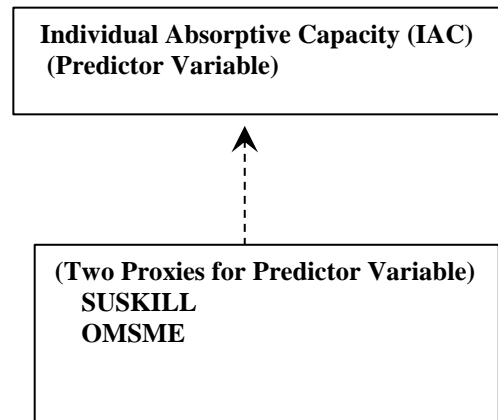 Individual Absorptive Capacity (IAC)
(Predictor Variable)
(Two Proxies for Predictor Variable)
SUSKILL
OMSME